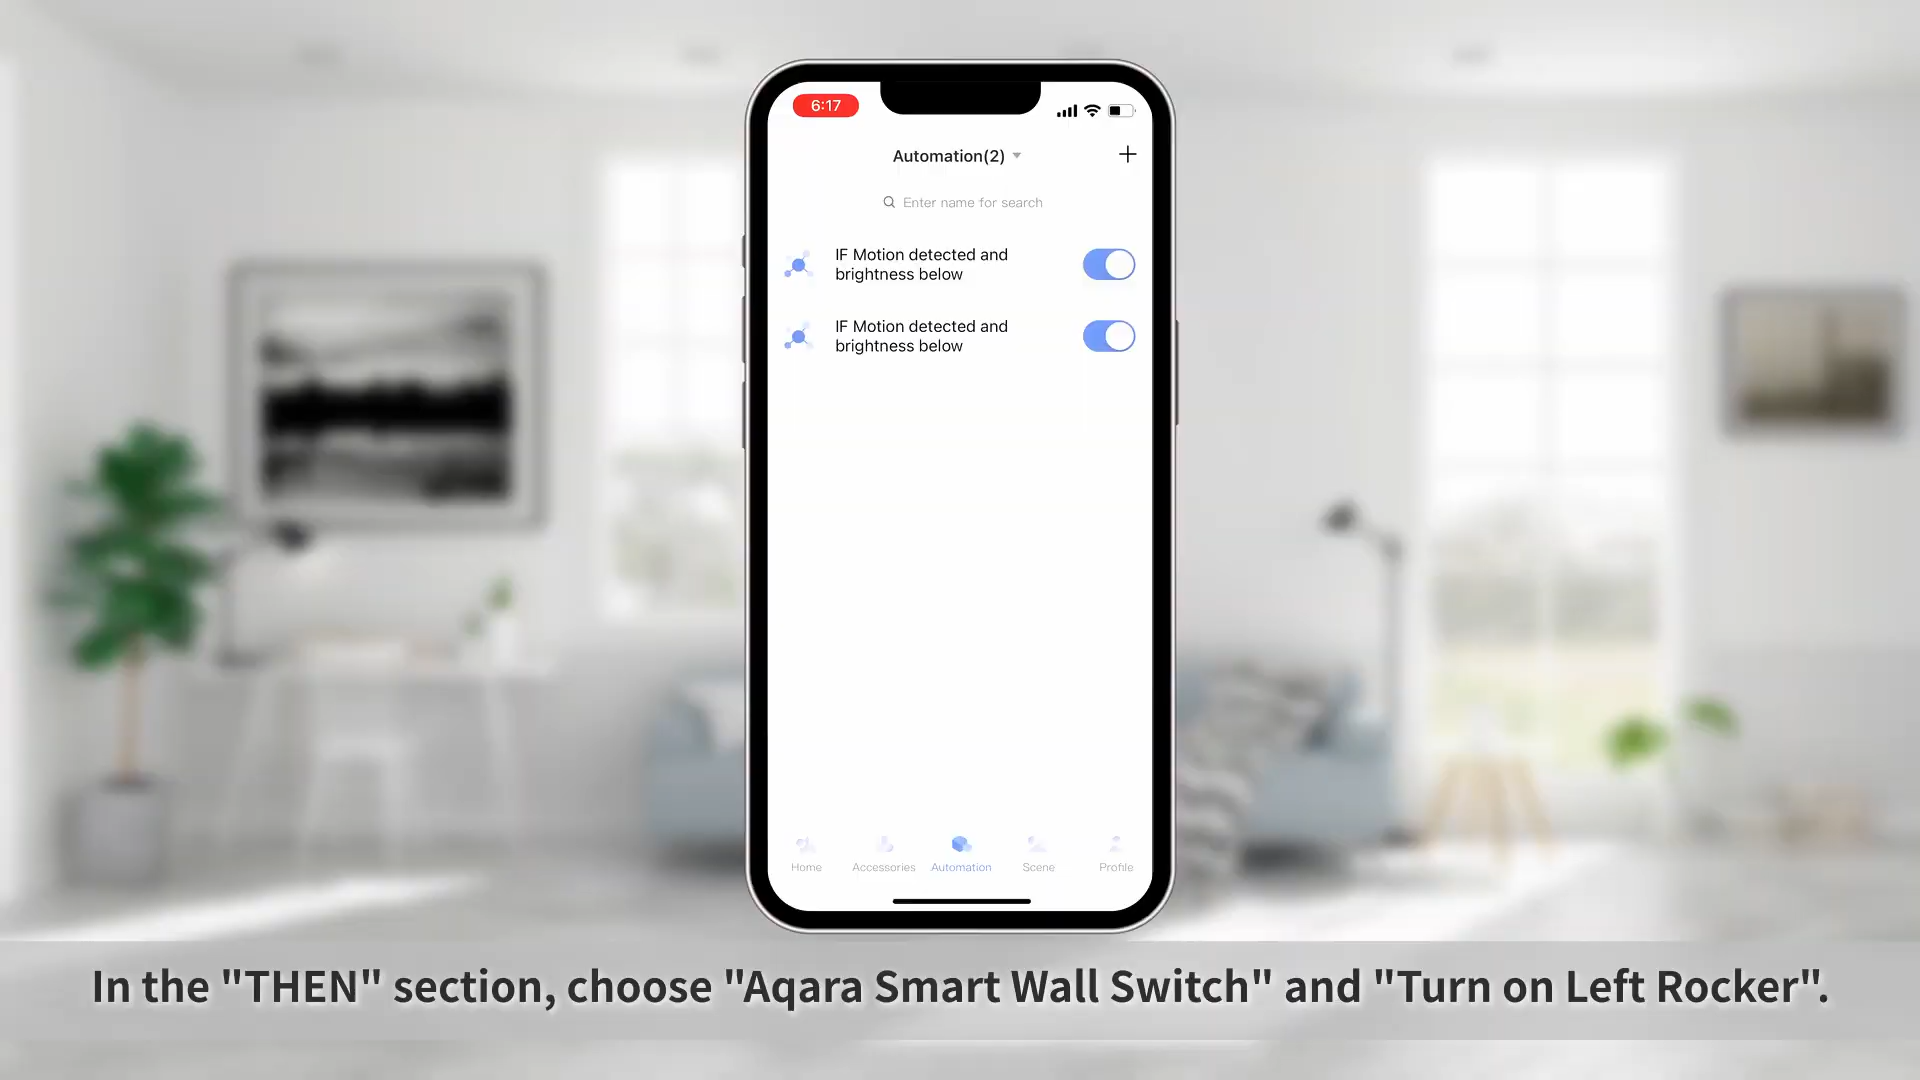 6:17
Automation(2)
Enter name for search
IF Motion detected and
brightness below
IF Motion detected and
brightness below
Home Accessories Automation Scene Profile
In the "THEN" section, choose "Aqara Smart Wall Switch" and "Turn on Left Rocker".